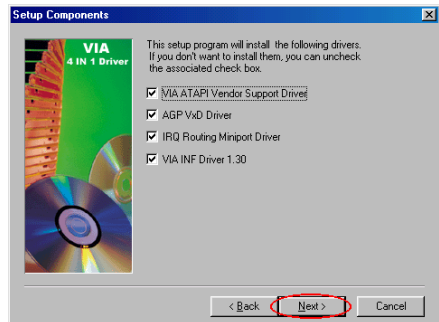 Setup Components
VIA
4 IN 1 Driver
This setup program will install the following drivers.
If you don't want to install them, you can uncheck
the associated check box.
VIA ATAPI Vendor Support Driver
AGP VxD Driver
IRQ Routing Miniport Driver
VIA INF Driver 1.30
< Back
Next >
Cancel